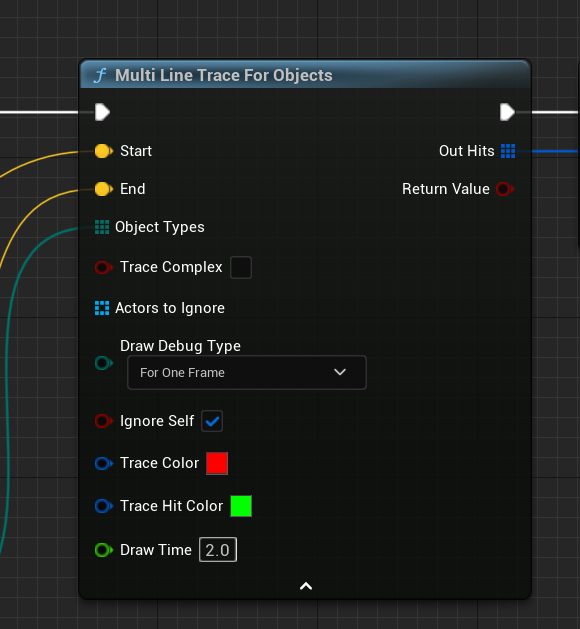 f Multi Line Trace For Objects
Start
Out Hits
End
Return Value
Object Types
Trace Complex
Actors to Ignore
Draw Debug Type
For One Frame
Ignore Self
Trace Color
Trace Hit Color
Draw Time 2.0